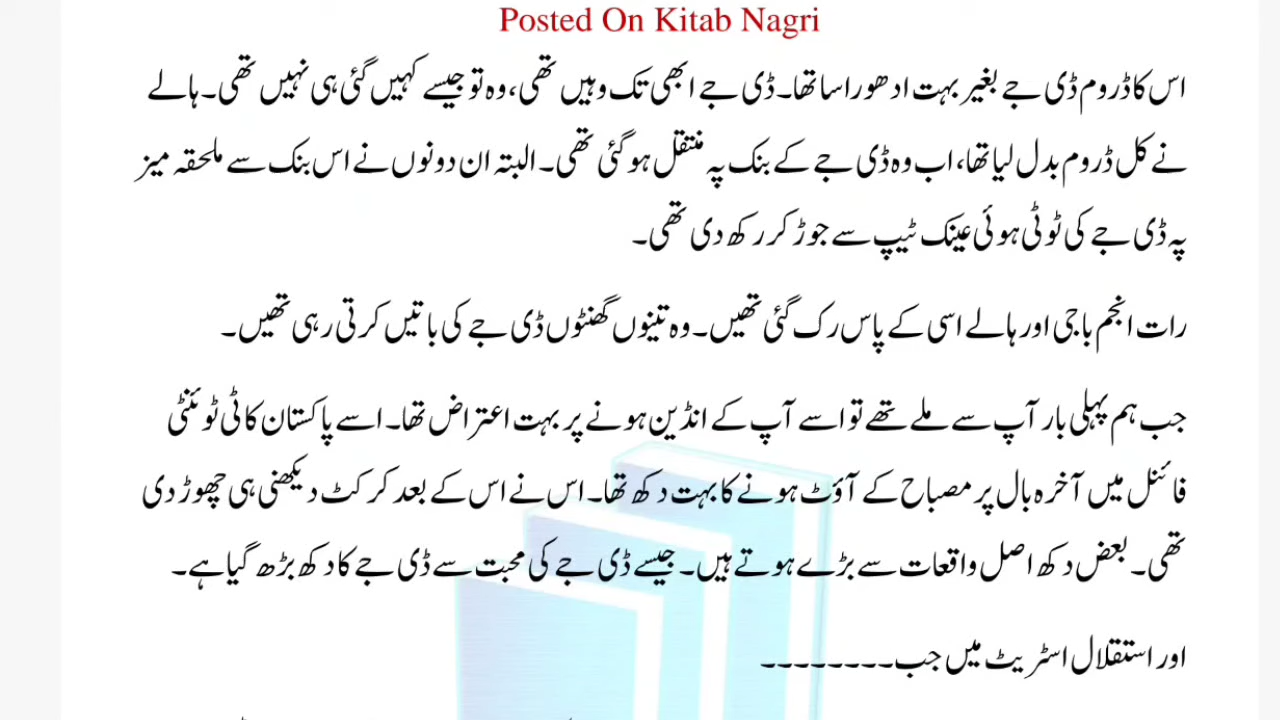 Posted On Kitab Nagri
اس کا ڈروم ڈی جے بغیر بہت ادھورا سا تھا۔ ڈی جے ابھی تک وہیں تھی، وہ تو جیسے کہیں گئی ہی نہیں تھی۔ ہالے
نے کل ڈروم بدل لیا تھا، اب وہ ڈی جے کے بنک پہ منتقل ہو گئی تھی۔ البتہ ان دونوں نے اس بنک سے ملحقہ میز
پہ ڈی جے کی ٹوٹی ہوئی عینک ٹیپ سے جوڑ کر رکھ دی تھی۔
رات انجم باجی اور ہالے اسی کے پاس رک گئی تھیں۔ وہ تینوں گھنٹوں ڈی جے کی باتیں کرتی رہی تھیں۔
جب ہم پہلی بار آپ سے ملے تھے تو اسے آپ کے انڈین ہونے پر بہت اعتراض تھا۔ اسے پاکستان کا ٹی ٹوئنٹی
فائنل میں آخرہ بال پر مصباح کے آؤٹ ہونے کا بہت دکھ تھا۔ اس نے اس کے بعد کرکٹ دیکھنی ہی چھوڑ دی
تھی۔ بعض دکھ اصل واقعات سے بڑے ہوتے ہیں۔ جیسے ڈی جے کی محبت سے ڈی جے کا دکھ بڑھ گیا ہے۔
اور استقلال اسٹریٹ میں جب۔۔۔۔۔۔۔۔